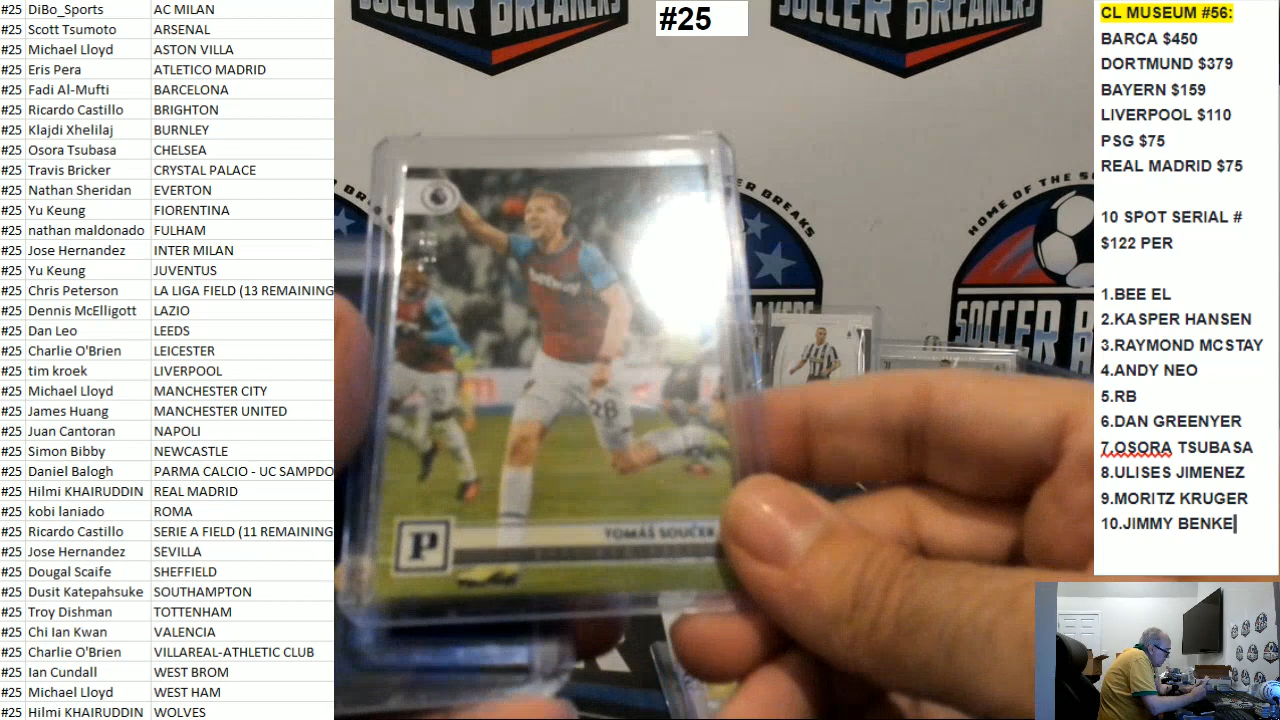 #25 DiBo_Sports AC MILAN
#25 Scott Tsumoto ARSENAL
#25 Michael Lloyd ASTON VILLA
#25 Eris Pera ATLETICO MADRID
#25 Fadi Al-Mufti BARCELONA
#25 Ricardo Castillo BRIGHTON
#25 Klajdi Xhelilaj BURNLEY
#25 Osora Tsubasa CHELSEA
#25 Travis Bricker CRYSTAL PALACE
#25 Nathan Sheridan EVERTON
#25 Yu Keung FIORENTINA
#25 nathan maldonado FULHAM
#25 Jose Hernandez INTER MILAN
#25 Yu Keung JUVENTUS
#25 Chris Peterson LA LIGA FIELD (13 REMAINING
#25 Dennis McElligott LAZIO
#25 Dan Leo LEEDS
#25 Charlie O'Brien LEICESTER
#25 tim kroek LIVERPOOL
#25 Michael Lloyd MANCHESTER CITY
#25 James Huang MANCHESTER UNITED
#25 Juan Cantoran NAPOLI
#25 Simon Bibby NEWCASTLE
#25 Daniel Balogh PARMA CALCIO - UC SAMPDO
#25 Hilmi KHAIRUDDIN REAL MADRID
#25 kobi laniado ROMA
#25 Ricardo Castillo SERIE A FIELD (11 REMAINING
#25 Jose Hernandez SEVILLA
#25 Dougal Scaife SHEFFIELD
#25 Dusit Katepahsuke SOUTHAMPTON
#25 Troy Dishman TOTTENHAM
#25 Chi Ian Kwan VALENCIA
#25 Charlie O'Brien VILLAREAL-ATHLETIC CLUB
#25 Ian Cundall WEST BROM
#25 Michael Lloyd WEST HAM
#25 Hilmi KHAIRUDDIN WOLVES
SOCCER BREAKERS
#25
SOCCER BREAKERS
BREAKS
HOME OF THE
SOCCER
betway
28
TOMÁŠ SOUČEK
P
CL MUSEUM #56:
BARCA $450
DORTMUND $379
BAYERN $159
LIVERPOOL $110
PSG $75
REAL MADRID $75
10 SPOT SERIAL #
$122 PER
1.BEE EL
2.KASPER HANSEN
3.RAYMOND MCSTAY
4.ANDY NEO
5.RB
6.DAN GREENYER
7.OSORA TSUBASA
8.ULISES JIMENEZ
9.MORITZ KRUGER
10.JIMMY BENKE